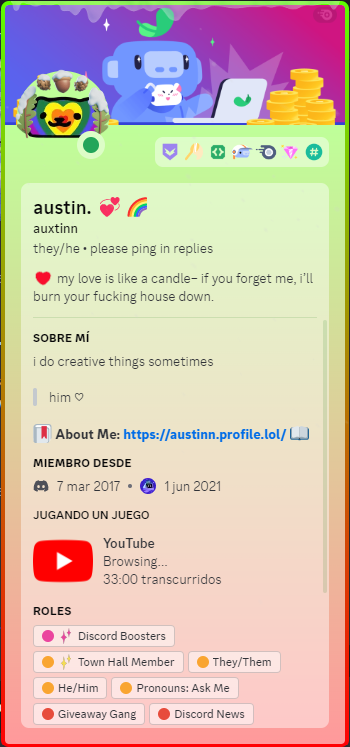 austin. 💞 🌈
auxtinn
they/he • please ping in replies
❤️ my love is like a cand– if you forget me, i'll
burn your fucking house down.
SOBRE MÍ
i do creative things sometimes
him ♡
About Me: https://austinn.profile.lol/ 📖
MIEMBRO DESDE
7 mar 2017 • 1 jun 2021
JUGANDO UN JUEGO
YouTube
Browsing...
33:00 transcurridos
ROLES
Discord Boosters
Town Hall Member They/Them
He/Him Pronouns: Ask Me
Giveaway Gang Discord News